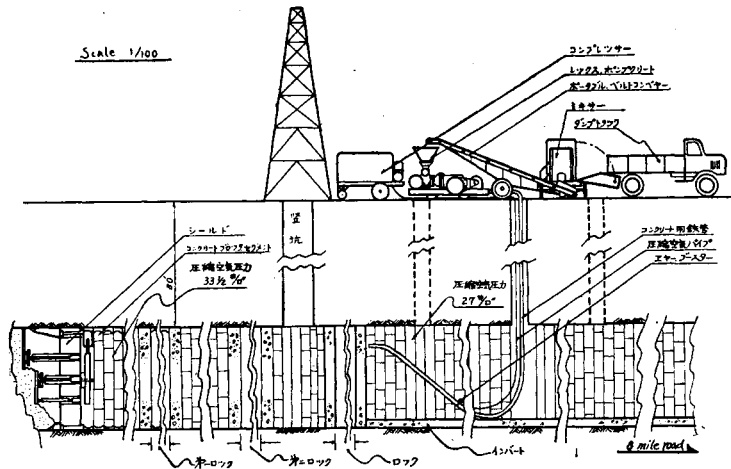 Scale 1/100
コンプレッサー
レックス、ポンプクリート
ポータブル、ベルトコンベヤー
ミキサー
ダンプトラック
竪坑
シールド
コンクリートブロックセグメント
圧縮空気圧力
33 1/2 #/□"
80
圧縮空気圧力
27 #/□"
コンクリート用鉄管
圧縮空気パイプ
エヤーブースター
第一ロック
第二ロック
ロック
インバート
8 mile road